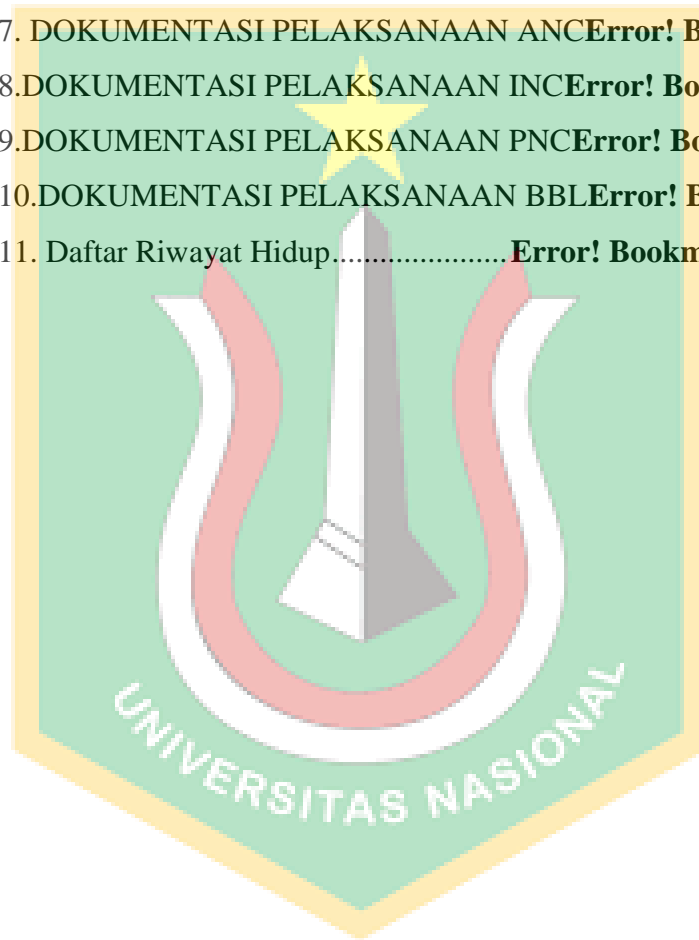 7. DOKUMENTASI PELAKSANAAN ANCError! B
8.DOKUMENTASI PELAKSANAAN INCError! Bo
9.DOKUMENTASI PELAKSANAAN PNCError! Bo
10.DOKUMENTASI PELAKSANAAN BBLError! B
11. Daftar Riwayat Hidup......................Error! Bookm
UNIVERSITAS NASIONAL